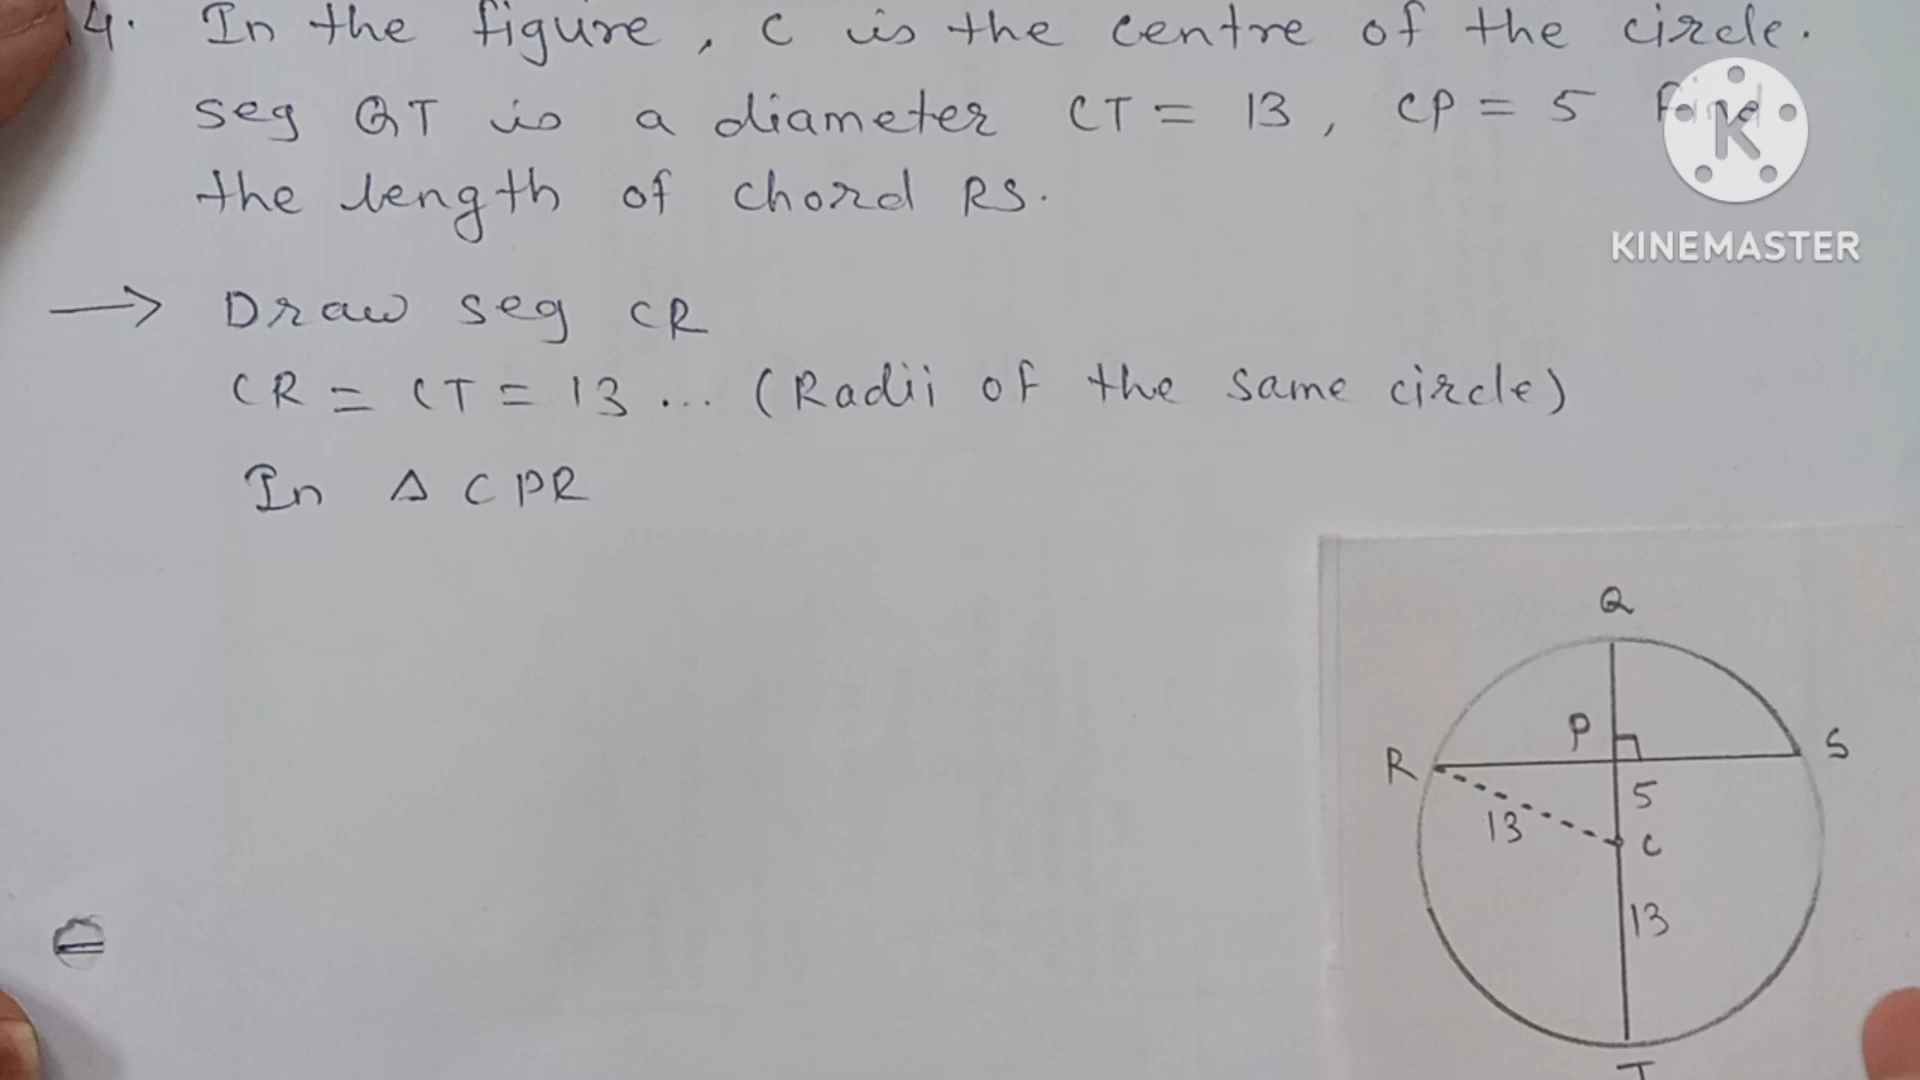 4. In the figure, C is the centre of the circle.
seg QT is a diameter CT = 13, CP = 5 Find
the length of chord RS.
→ Draw seg CR
CR = CT = 13 ... (Radii of the same circle)
In Δ CPR
K
KINEMASTER
Q
P
S
R
5
13
C
13
T